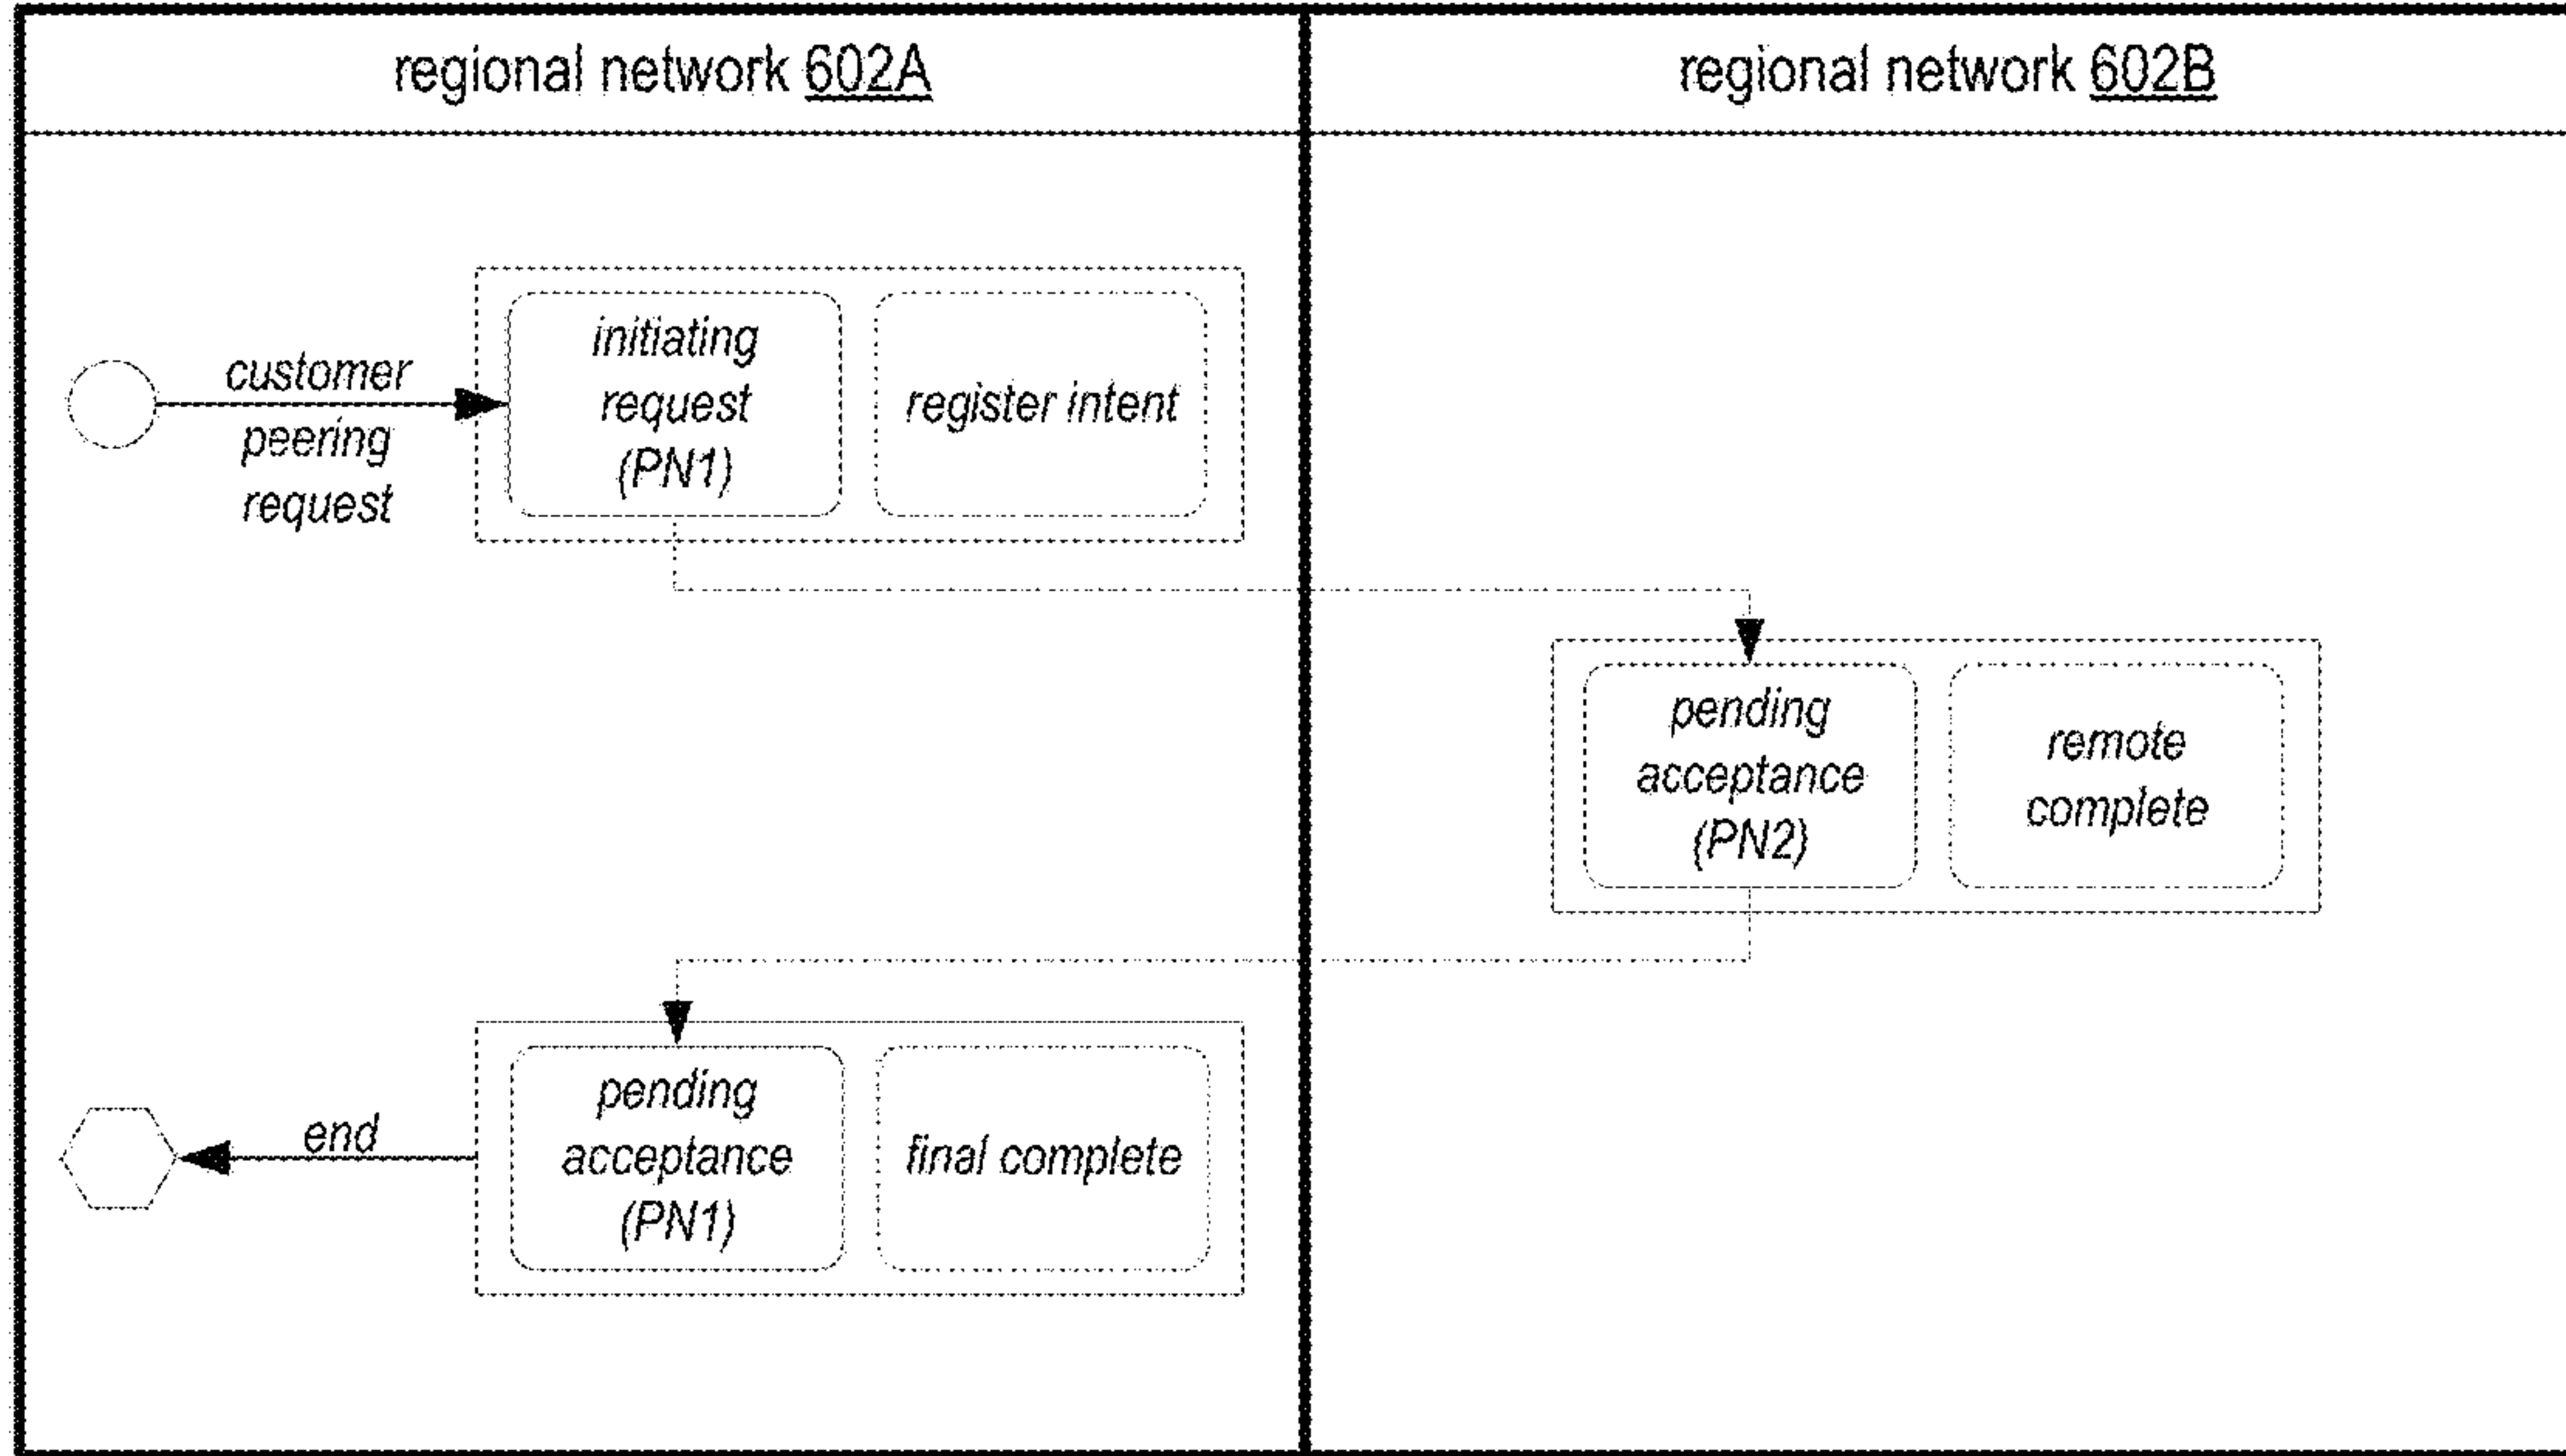 regional network 602A
regional network 602B
customer
peering
request
initiating
request
(PN1)
register intent
pending
acceptance
(PN2)
remote
complete
end
pending
acceptance
(PN1)
final complete